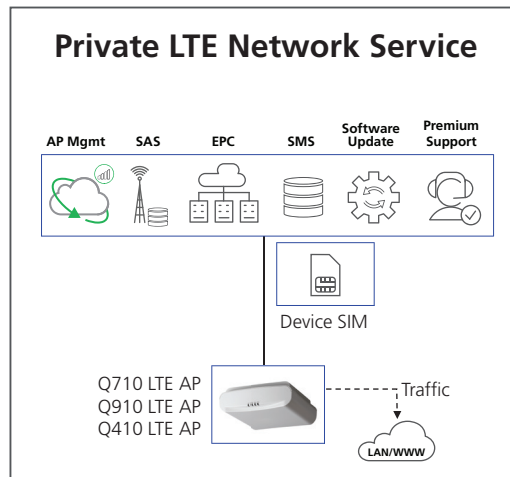 Private LTE Network Service
AP Mgmt SAS EPC SMS Software Update Premium Support
Device SIM
Q710 LTE AP
Q910 LTE AP
Q410 LTE AP
Traffic
LAN/WWW